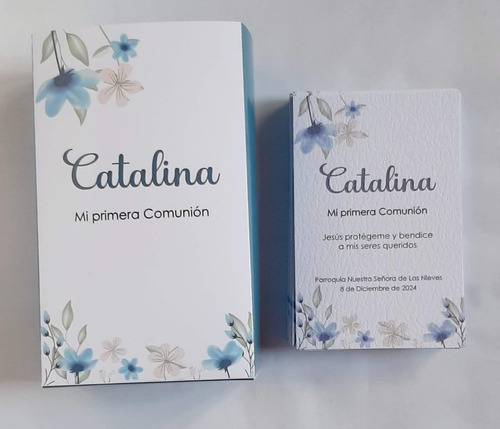 Catalina
Mi primera Comunión
Catalina
Mi primera Comunión
Jesús protégeme y bendice
a mis seres queridos
Parroquia Nuestra Señora de Las Nieves
8 de Diciembre de 2024